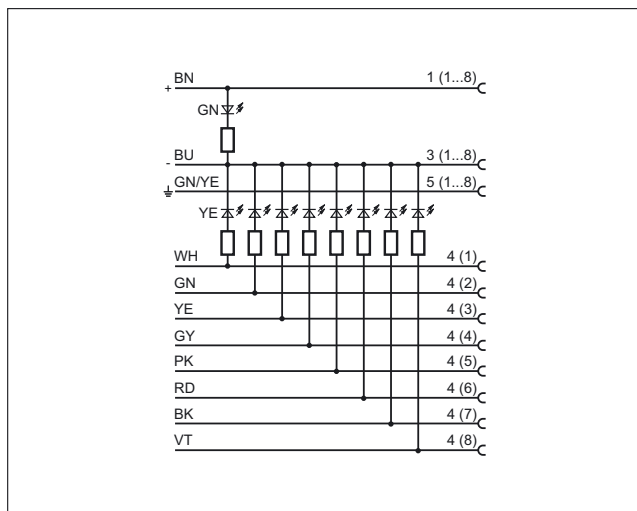 BN 1 (1...8)
+
GN
BU 3 (1...8)
-
GN/YE 5 (1...8)
YE
WH 4 (1)
GN 4 (2)
YE 4 (3)
GY 4 (4)
PK 4 (5)
RD 4 (6)
BK 4 (7)
VT 4 (8)